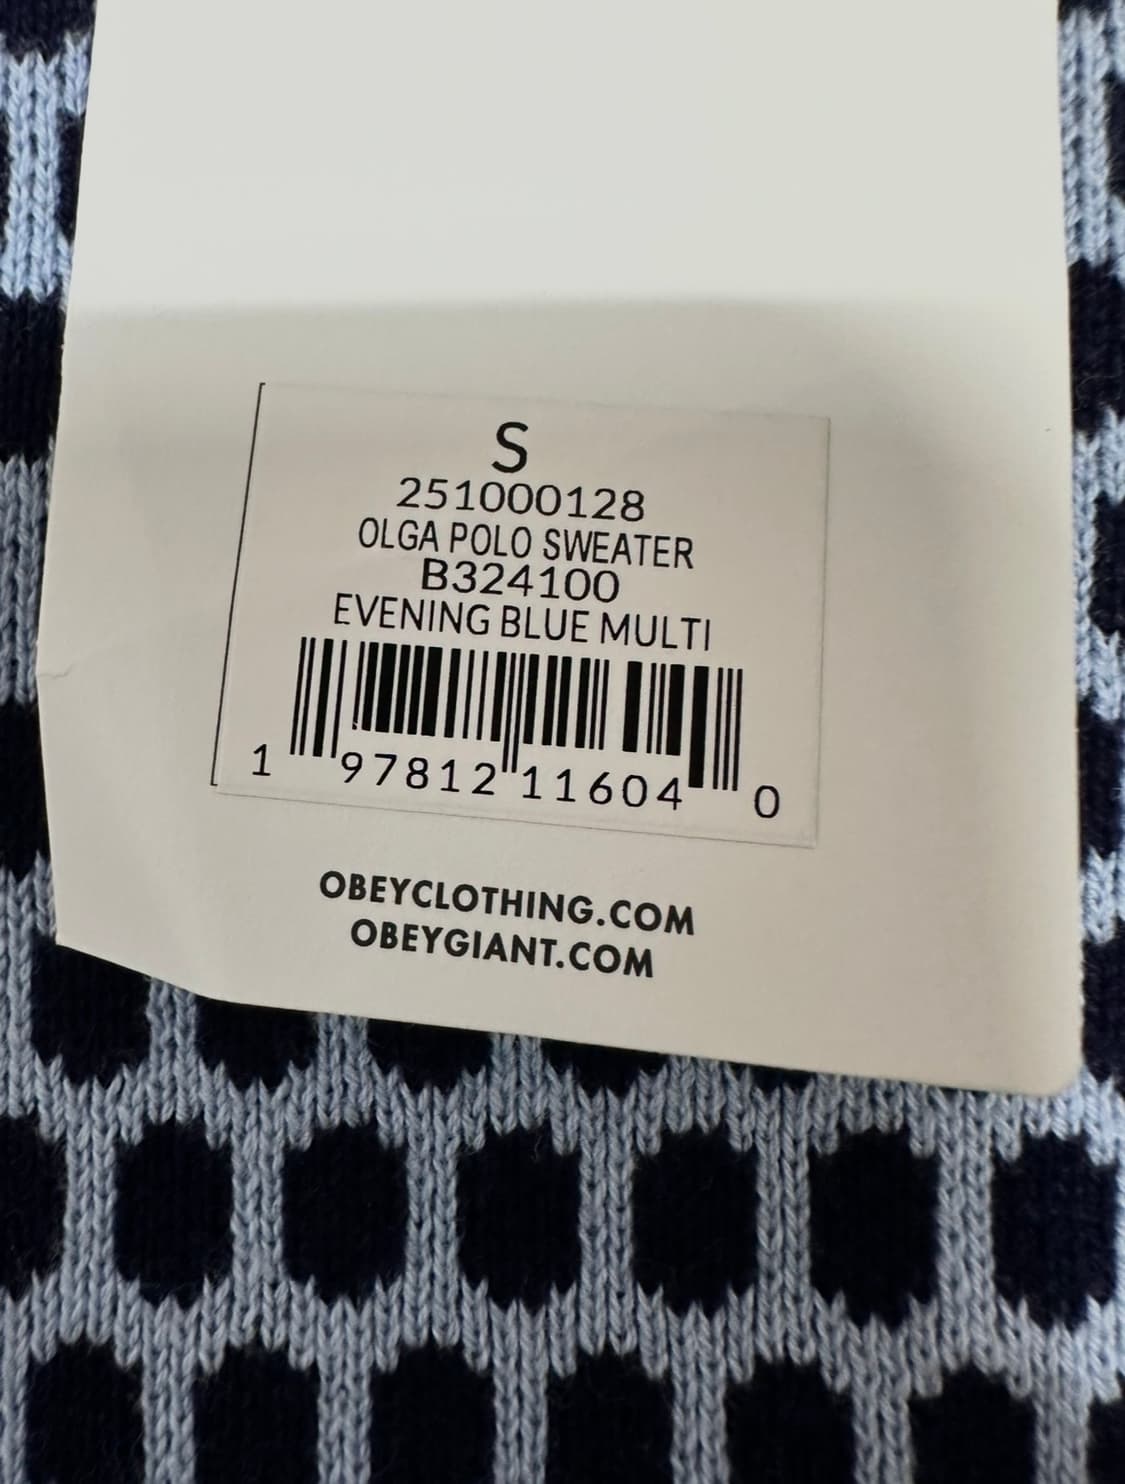 S
251000128
OLGA POLO SWEATER
B324100
EVENING BLUE MULTI
1 97812 11604 0
OBEYCLOTHING.COM
OBEYGIANT.COM